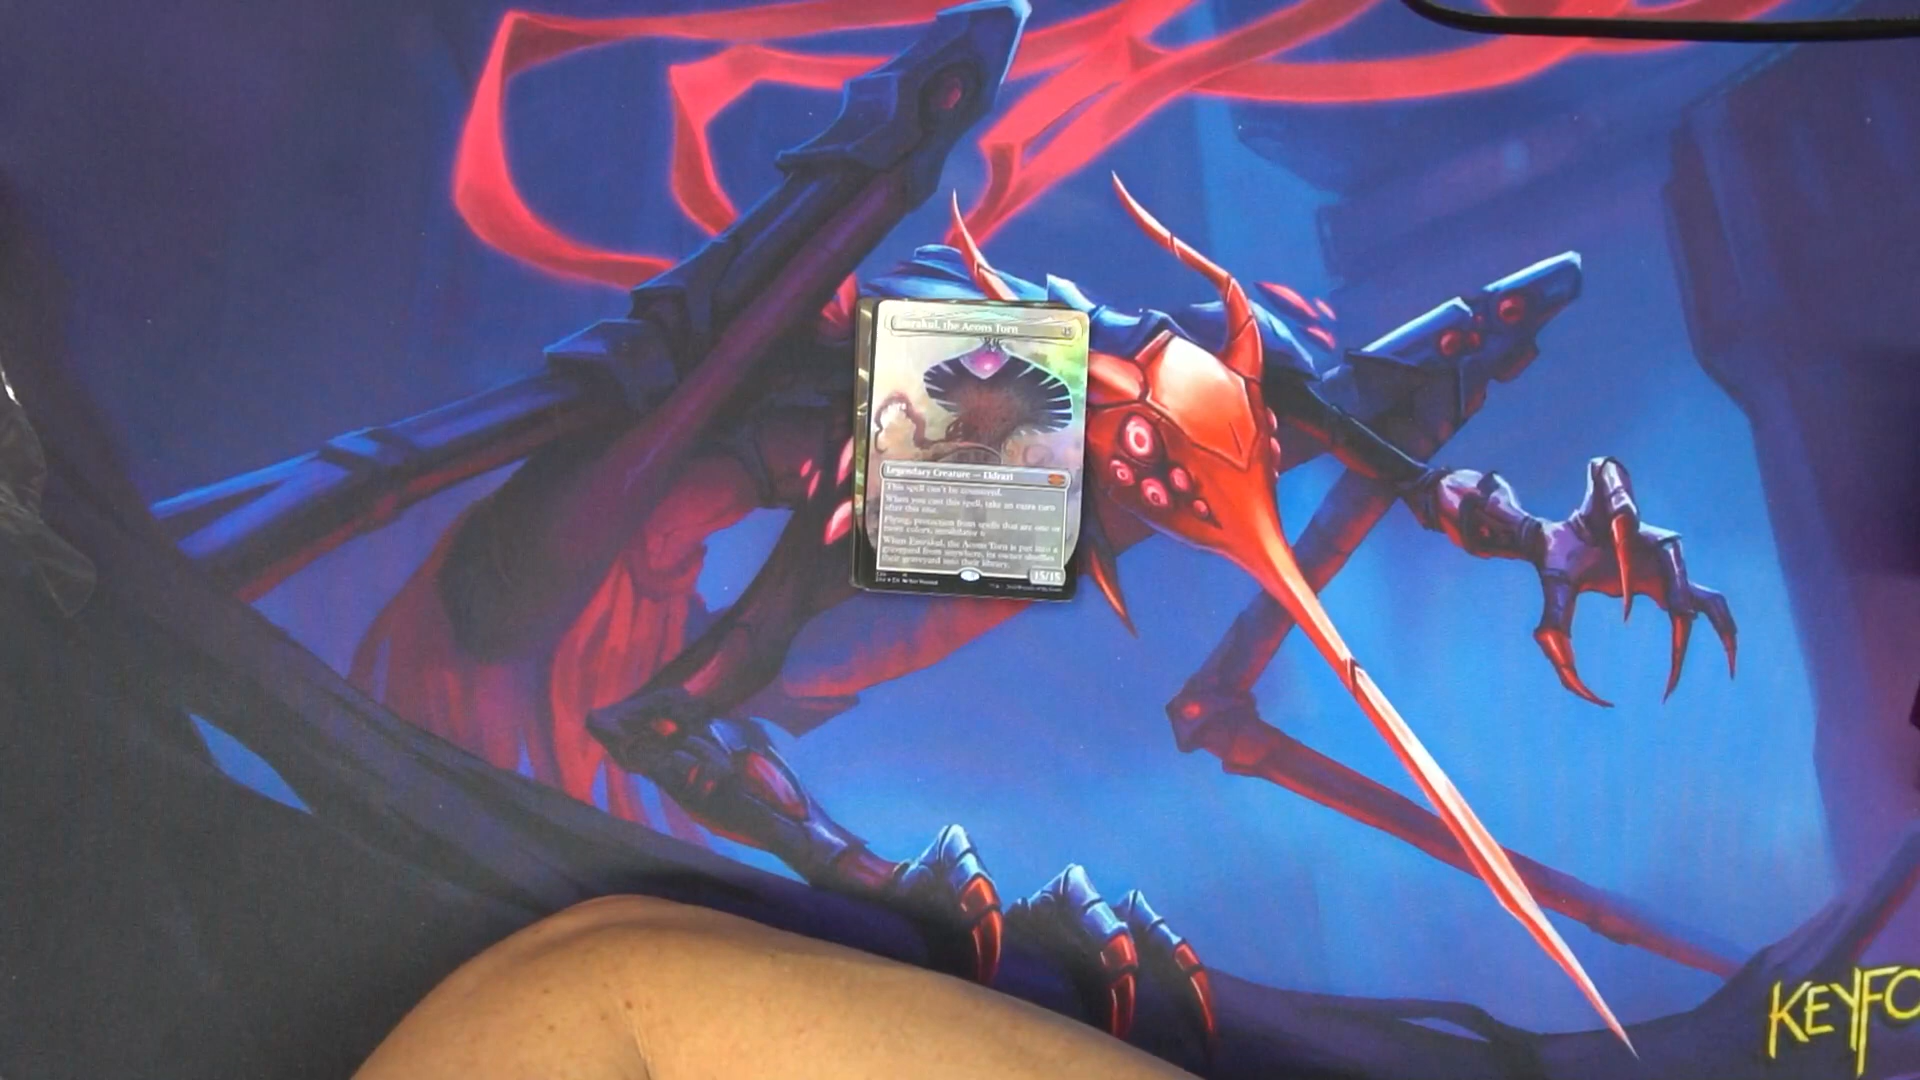 Emrakul, the Aeons Torn
15
Legendary Creature — Eldrazi
This spell can't be countered.
When you cast this spell, take an extra turn
after this one.
Flying, protection from spells that are one or
more colors, annihilator 6
When Emrakul, the Aeons Torn is put into a
graveyard from anywhere, its owner shuffles
their graveyard into their library.
15/15
KEYFO